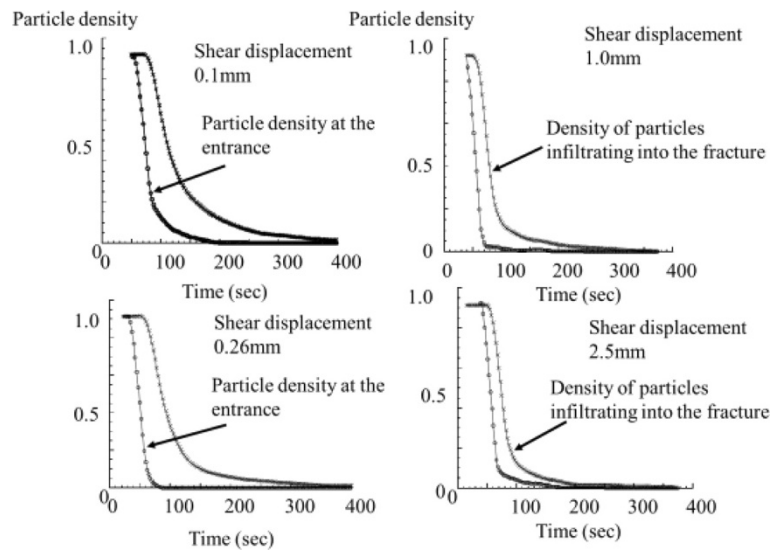 Particle density
1.0
0.5
0
0 100 200 300 400
Time (sec)
Shear displacement
0.1mm
Particle density at the
entrance
Particle density
1.0
0.5
0
0 100 200 300 400
Time (sec)
Shear displacement
1.0mm
Density of particles
infiltrating into the fracture
1.0
0.5
0 100 200 300 400
Time (sec)
Shear displacement
0.26mm
Particle density at the
entrance
1.0
0.5
0
0 100 200 300 400
Time (sec)
Shear displacement
2.5mm
Density of particles
infiltrating into the fracture